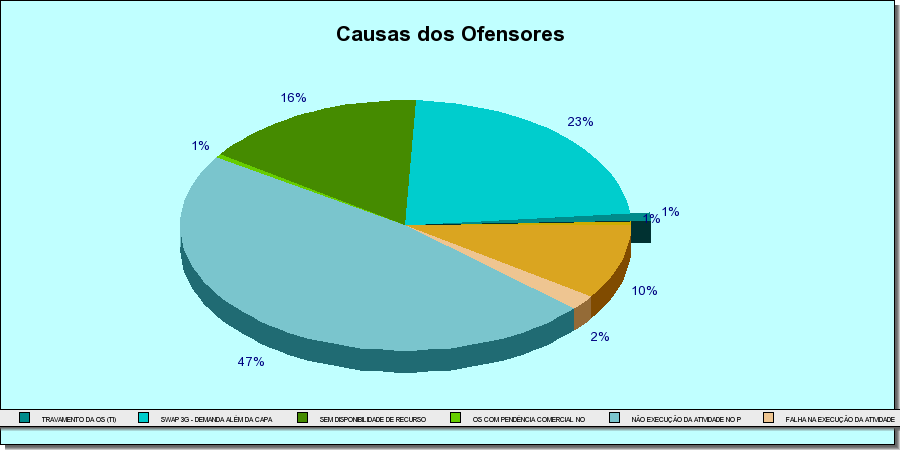 Causas dos Ofensores
16%
23%
1%
1%
1%
10%
2%
47%
TRAVAMENTO DA OS (TI)
SWAP 3G - DEMANDA ALÉM DA CAPA
SEM DISPONIBILIDADE DE RECURSO
OS COM PENDÊNCIA COMERCIAL NO
NÃO EXECUÇÃO DA ATIVIDADE NO P
FALHA NA EXECUÇÃO DA ATIVIDADE